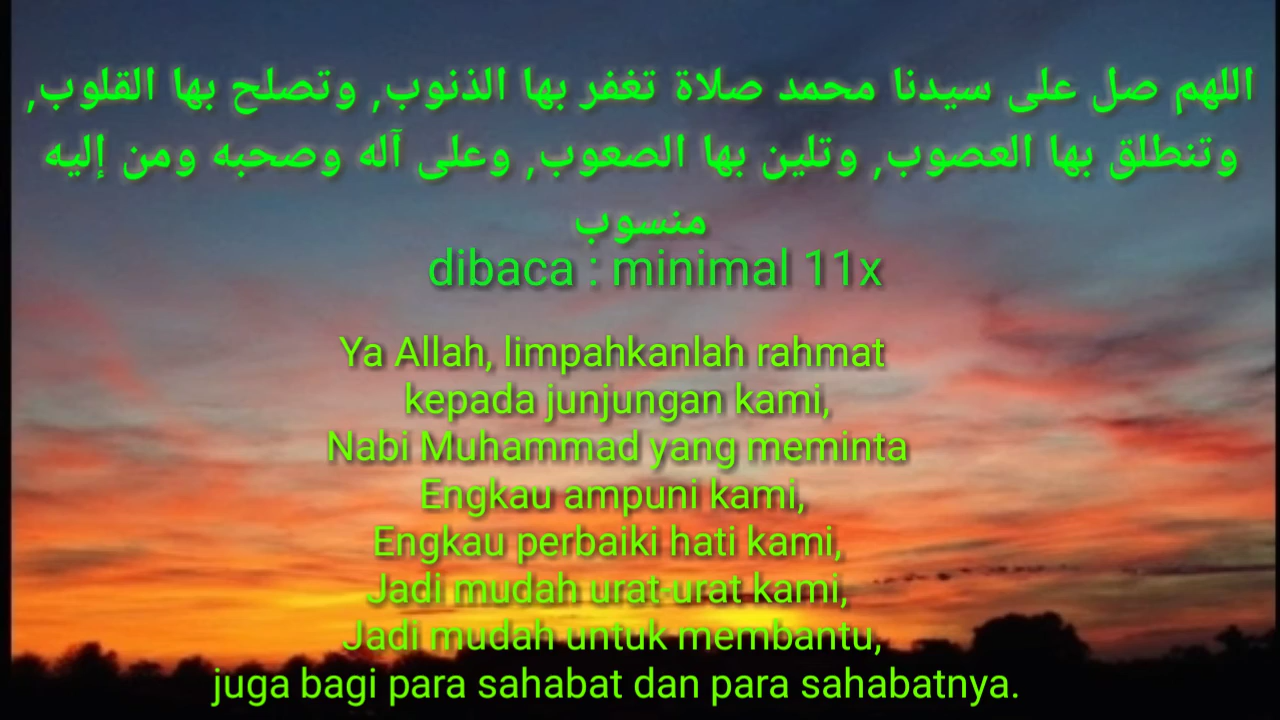 اللهم صل على سيدنا محمد صلاة تغفر بها الذنوب, وتصلح بها القلوب,
وتنطلق بها العصوب, وتلين بها الصعوب, وعلى آله وصحبه ومن إليه
منسوب
dibaca : minimal 11x
Ya Allah, limpahkanlah rahmat
kepada junjungan kami,
Nabi Muhammad yang meminta
Engkau ampuni kami,
Engkau perbaiki hati kami,
Jadi mudah urat-urat kami,
Jadi mudah untuk membantu,
juga bagi para sahabat dan para sahabatnya.